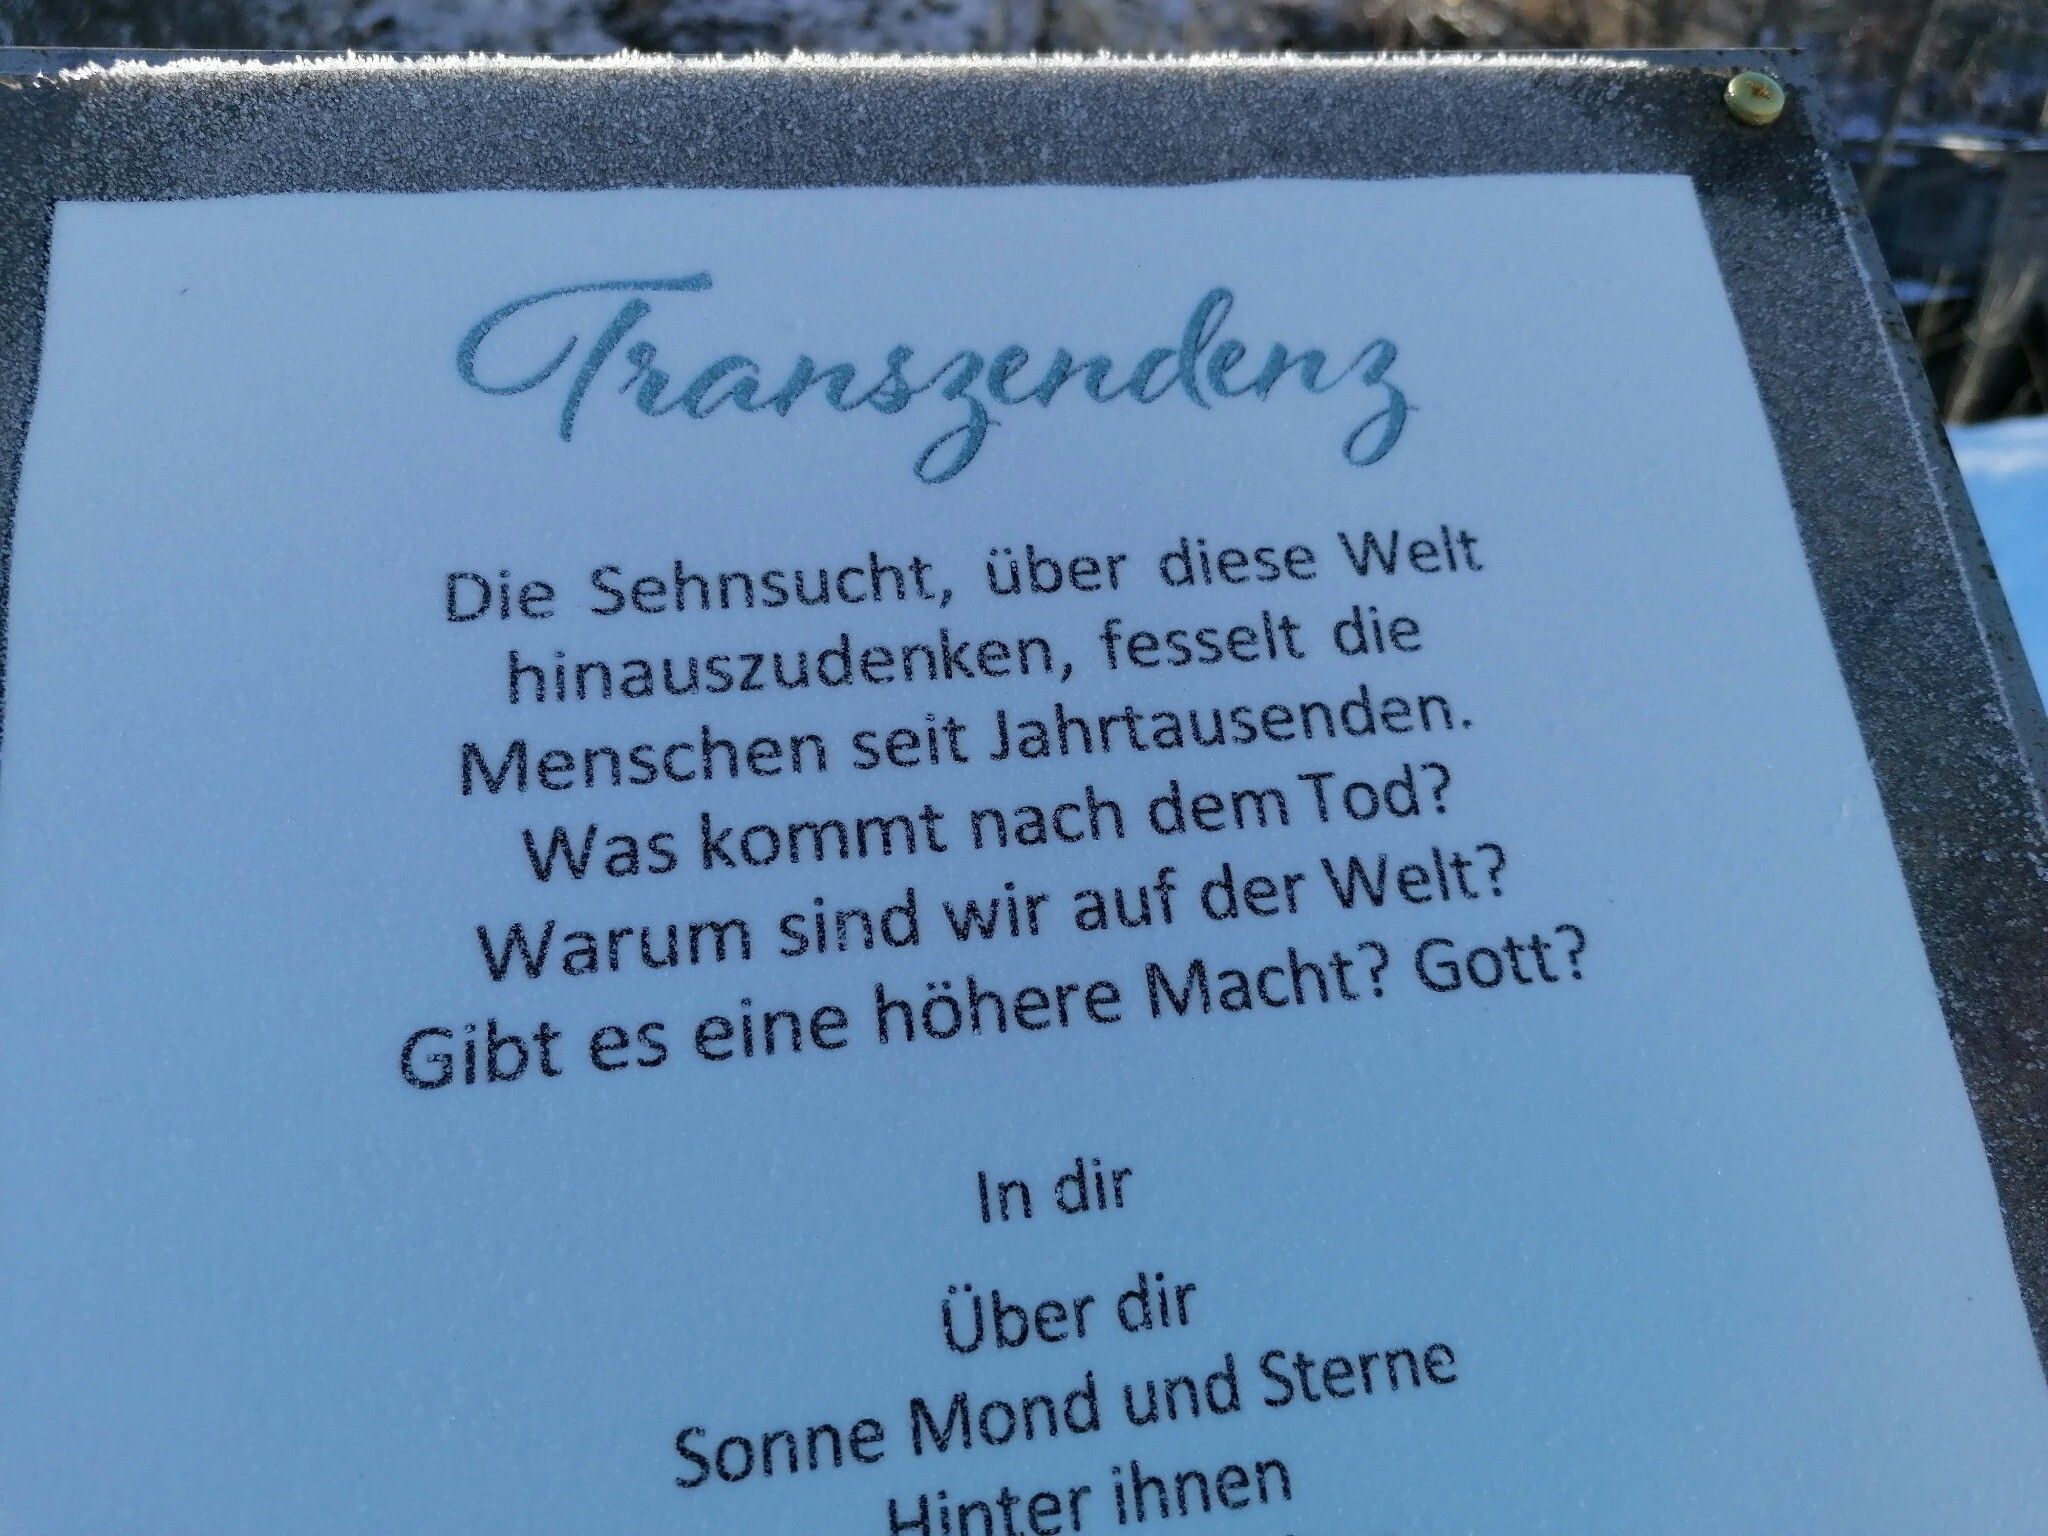 Transzendenz
Die Sehnsucht, über diese Welt
hinauszudenken, fesselt die
Menschen seit Jahrtausenden.
Was kommt nach dem Tod?
Warum sind wir auf der Welt?
Gibt es eine höhere Macht? Gott?
In dir
Über dir
Sonne Mond und Sterne
Hinter ihnen